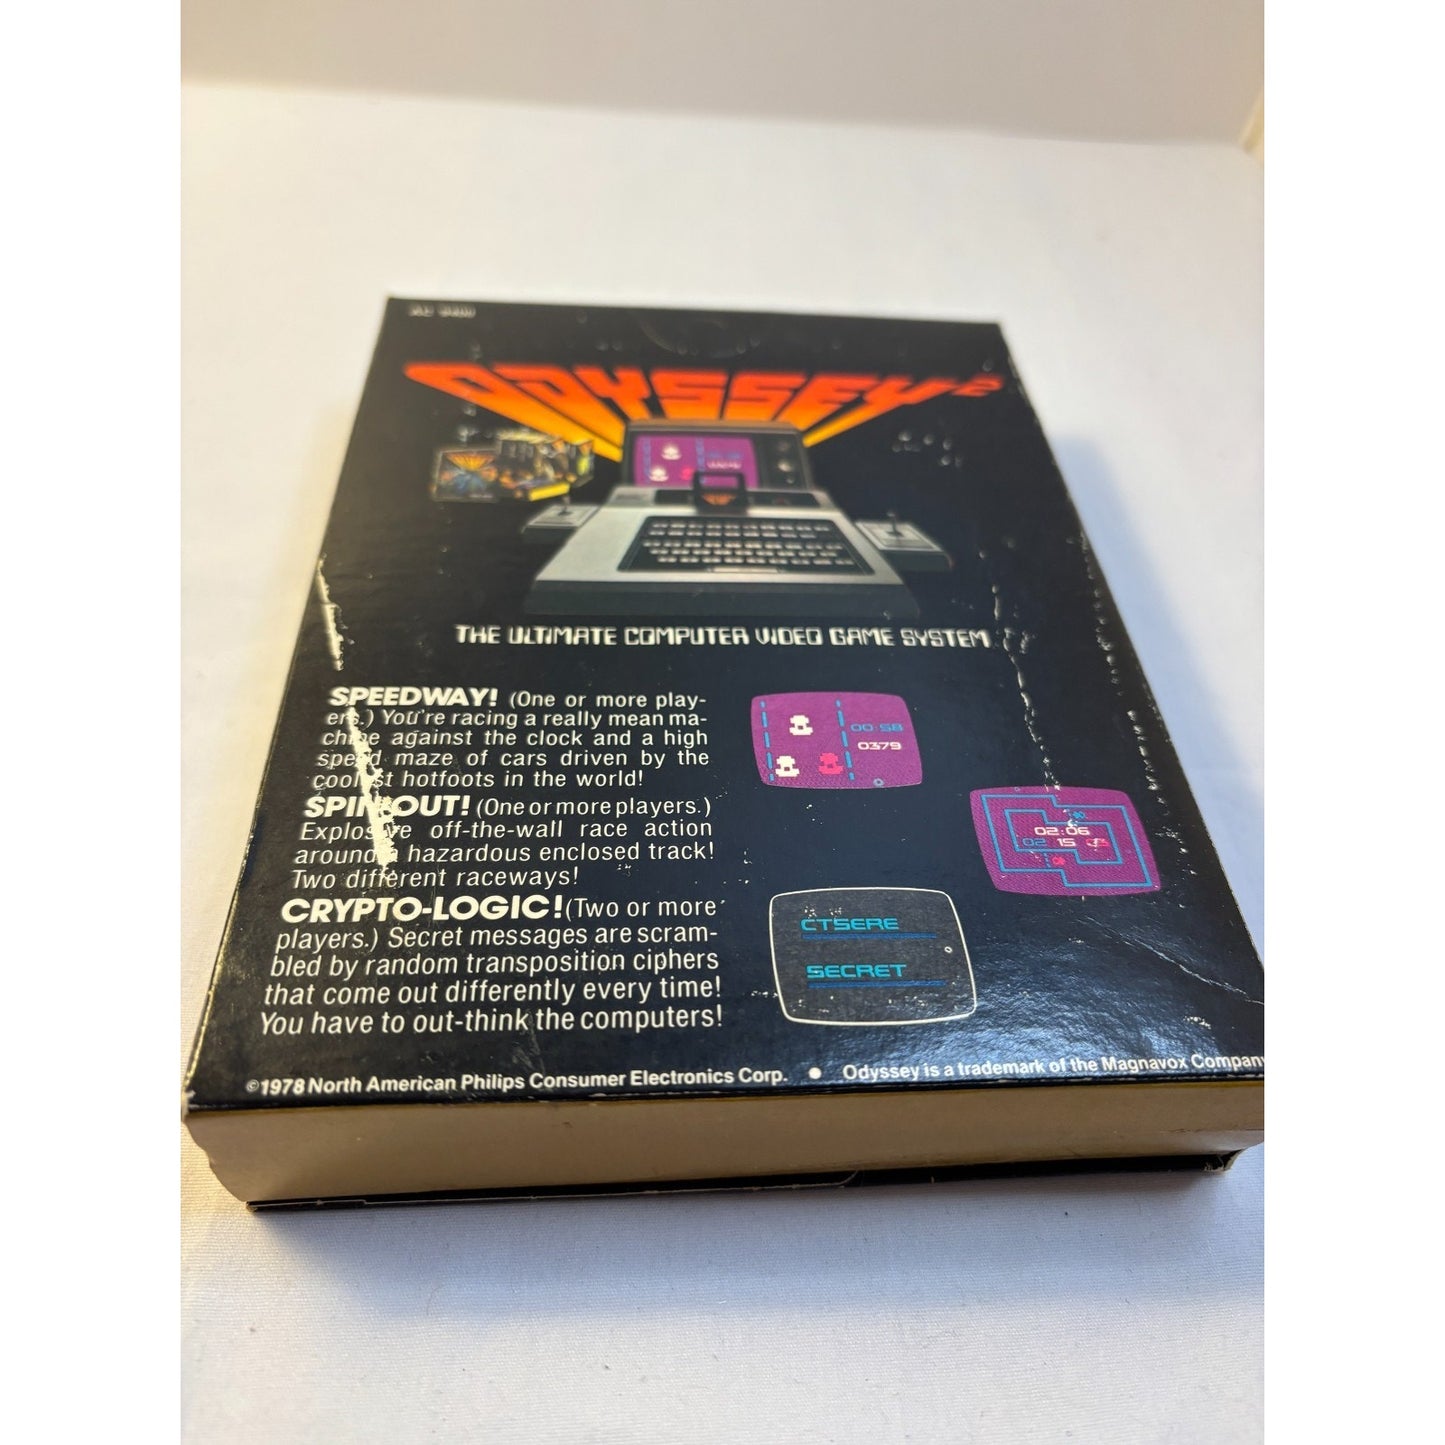 ODYSSEY²
THE ULTIMATE COMPUTER VIDEO GAME SYSTEM
SPEEDWAY! (One or more play-
ers.) You're racing a really mean ma-
chine against the clock and a high
speed maze of cars driven by the
coolest hotfoots in the world!
SPIN-OUT! (One or more players.)
Explosive off-the-wall race action
around a hazardous enclosed track!
Two different raceways!
CRYPTO-LOGIC! (Two or more
players.) Secret messages are scram-
bled by random transposition ciphers
that come out differently every time!
You have to out-think the computers!
00:58
0379
02:06
02 15
CTSERE
SECRET
©1978 North American Philips Consumer Electronics Corp. • Odyssey is a trademark of the Magnavox Company